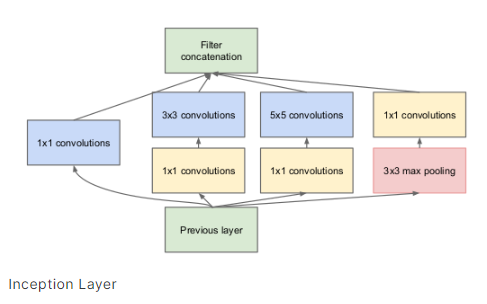 Filter
concatenation
3x3 convolutions
5x5 convolutions
1x1 convolutions
1x1 convolutions
1x1 convolutions
1x1 convolutions
3x3 max pooling
Previous layer
Inception Layer